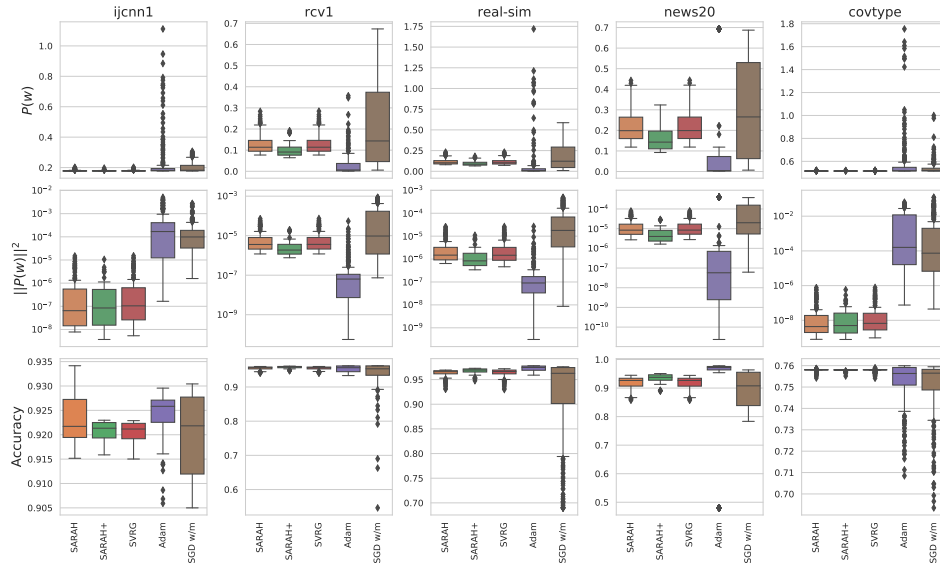 ijcnn1 rcv1 real-sim news20 covtype
P(w)
1.0 0.8 0.6 0.4 0.2
0.7 0.6 0.5 0.4 0.3 0.2 0.1 0.0
1.75 1.50 1.25 1.00 0.75 0.50 0.25 0.00
0.7 0.6 0.5 0.4 0.3 0.2 0.1 0.0
1.8 1.6 1.4 1.2 1.0 0.8 0.6
||P(w)||²
10⁻² 10⁻³ 10⁻⁴ 10⁻⁵ 10⁻⁶ 10⁻⁷ 10⁻⁸
10⁻³ 10⁻⁵ 10⁻⁷ 10⁻⁹
10⁻³ 10⁻⁵ 10⁻⁷ 10⁻⁹
10⁻⁴ 10⁻⁵ 10⁻⁶ 10⁻⁷ 10⁻⁸ 10⁻⁹ 10⁻¹⁰
10⁻² 10⁻⁴ 10⁻⁶ 10⁻⁸
Accuracy
0.935 0.930 0.925 0.920 0.915 0.910 0.905
0.9 0.8 0.7 0.6
0.95 0.90 0.85 0.80 0.75 0.70
1.0 0.9 0.8 0.7 0.6 0.5
0.76 0.75 0.74 0.73 0.72 0.71 0.70
SARAH SARAH+ SVRG Adam SGD w/m
SARAH SARAH+ SVRG Adam SGD w/m
SARAH SARAH+ SVRG Adam SGD w/m
SARAH SARAH+ SVRG Adam SGD w/m
SARAH SARAH+ SVRG Adam SGD w/m